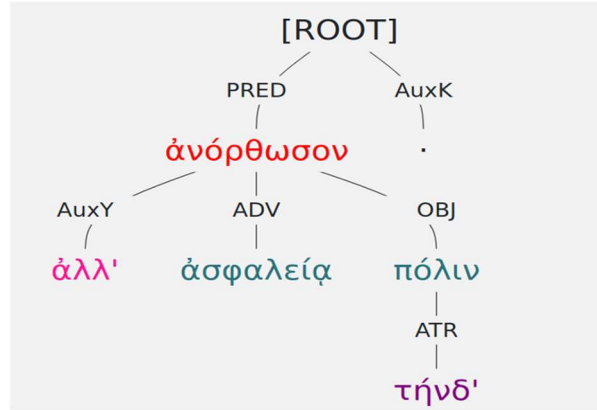 [ROOT]
PRED AuxK
ἀνόρθωσον .
AuxY ADV OBJ
ἀλλ' ἀσφαλείᾳ πόλιν
ATR
τήνδ'